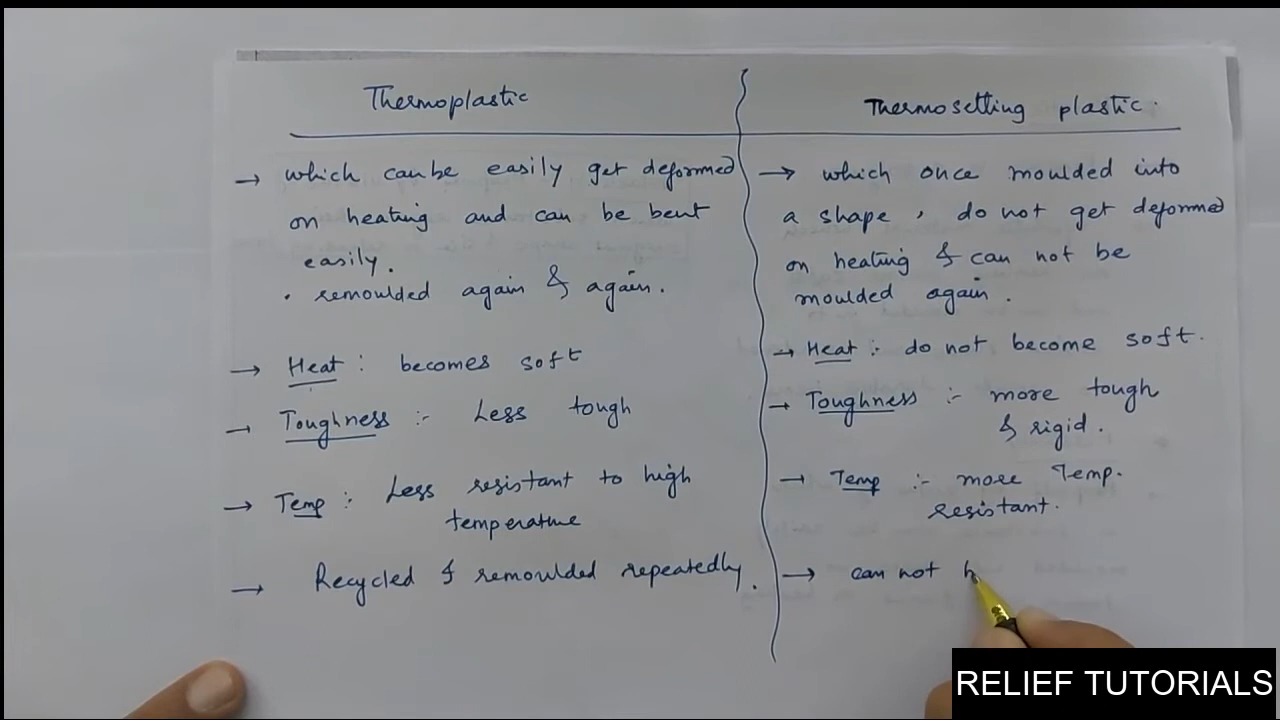 Thermoplastic
→ which can be easily get deformed
on heating and can be bent
easily.
. remoulded again & again.
→ Heat : becomes soft
→ Toughness :- Less tough
→ Temp : Less resistant to high
temperature
→ Recycled & remoulded repeatedly.
Thermosetting plastic.
→ which once moulded into
a shape, do not get deformed
on heating & can not be
moulded again.
→ Heat :- do not become soft.
→ Toughness :- more tough
& rigid.
→ Temp :- more Temp.
resistant.
→ can not
RELIEF TUTORIALS